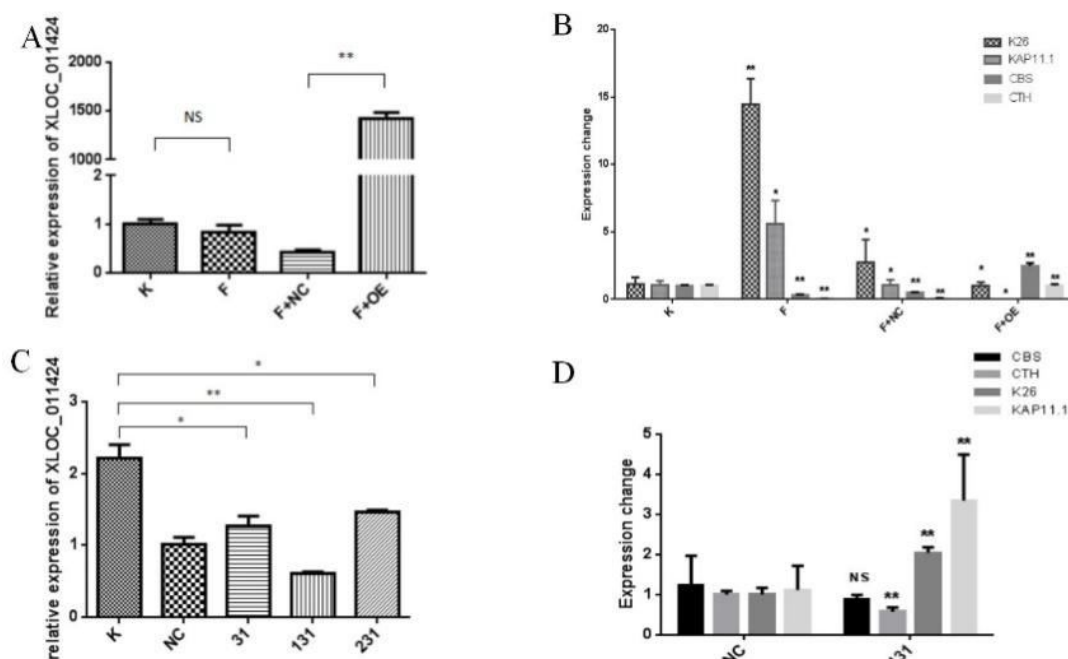 A
Relative expression of XLOC_011424
2000
1500
1000
2
1
0
NS
**
K
F
F+NC
F+OE
B
Expression change
20
15
10
5
0
K26
KAP11.1
CBS
CTH
**
*
**
**
*
*
**
**
*
*
**
**
K
F
F+NC
F+OE
C
relative expression of XLOC_011424
3
2
1
0
*
**
*
K
NC
31
131
231
D
Expression change
5
4
3
2
1
0
CBS
CTH
K26
KAP11.1
NS
**
**
**
NC
131